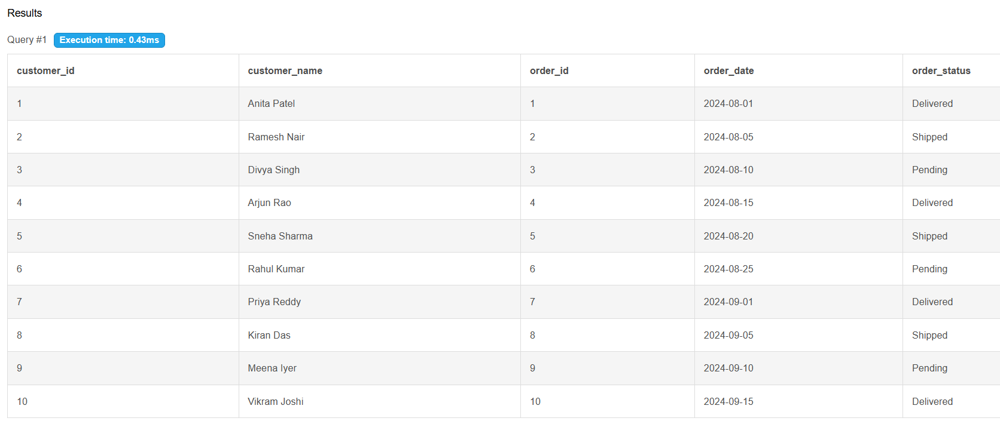 Results
Query #1 Execution time: 0.43ms
customer_id customer_name order_id order_date order_status
1 Anita Patel 1 2024-08-01 Delivered
2 Ramesh Nair 2 2024-08-05 Shipped
3 Divya Singh 3 2024-08-10 Pending
4 Arjun Rao 4 2024-08-15 Delivered
5 Sneha Sharma 5 2024-08-20 Shipped
6 Rahul Kumar 6 2024-08-25 Pending
7 Priya Reddy 7 2024-09-01 Delivered
8 Kiran Das 8 2024-09-05 Shipped
9 Meena Iyer 9 2024-09-10 Pending
10 Vikram Joshi 10 2024-09-15 Delivered